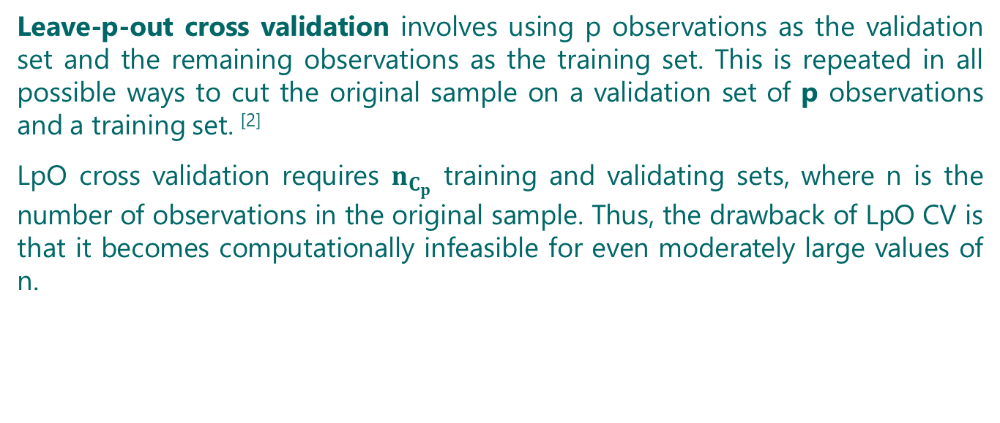 Leave-p-out cross validation involves using p observations as the validation
set and the remaining observations as the training set. This is repeated in all
possible ways to cut the original sample on a validation set of p observations
and a training set. [2]
LpO cross validation requires n_{C_p} training and validating sets, where n is the
number of observations in the original sample. Thus, the drawback of LpO CV is
that it becomes computationally infeasible for even moderately large values of
n.